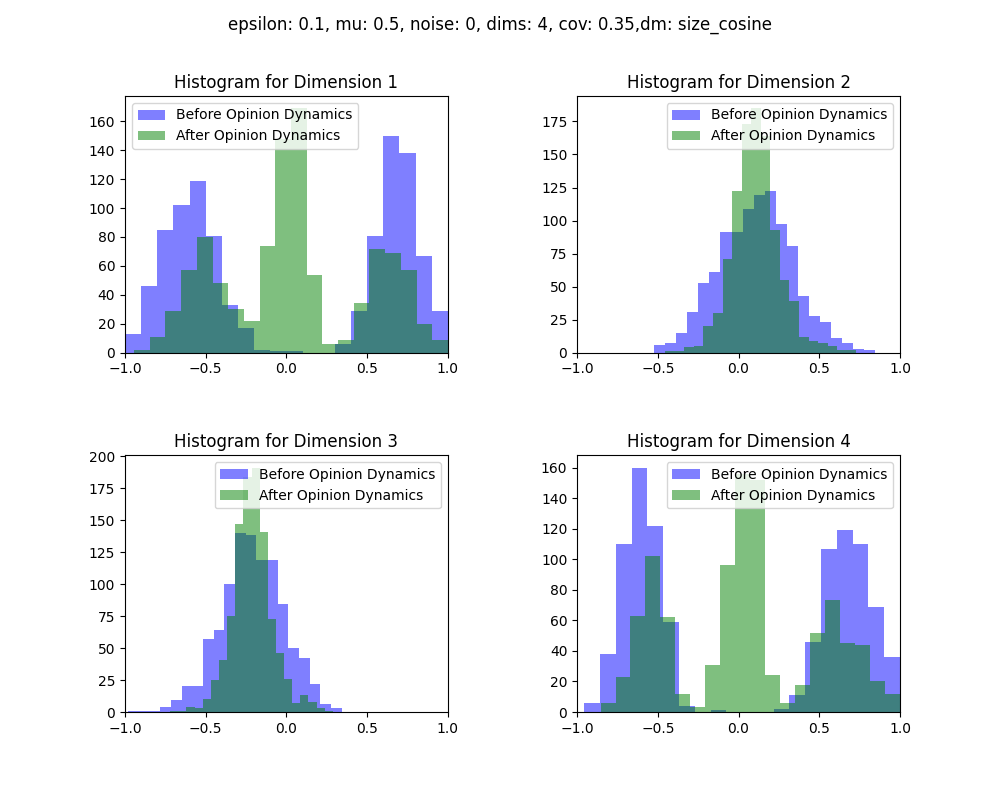 epsilon: 0.1, mu: 0.5, noise: 0, dims: 4, cov: 0.35,dm: size_cosine
Histogram for Dimension 1
Before Opinion Dynamics
After Opinion Dynamics
160
140
120
100
80
60
40
20
0
−1.0 −0.5 0.0 0.5 1.0
Histogram for Dimension 2
Before Opinion Dynamics
After Opinion Dynamics
175
150
125
100
75
50
25
0
−1.0 −0.5 0.0 0.5 1.0
Histogram for Dimension 3
Before Opinion Dynamics
After Opinion Dynamics
200
175
150
125
100
75
50
25
0
−1.0 −0.5 0.0 0.5 1.0
Histogram for Dimension 4
Before Opinion Dynamics
After Opinion Dynamics
160
140
120
100
80
60
40
20
0
−1.0 −0.5 0.0 0.5 1.0